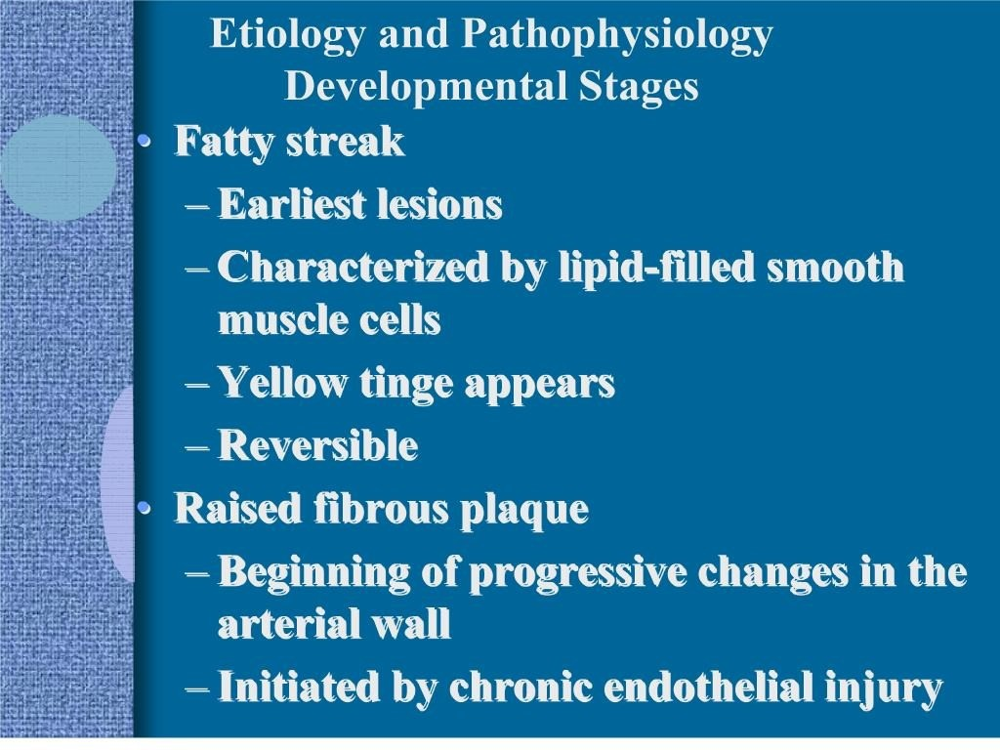 Etiology and Pathophysiology
Developmental Stages
• Fatty streak
– Earliest lesions
– Characterized by lipid-filled smooth
muscle cells
– Yellow tinge appears
– Reversible
• Raised fibrous plaque
– Beginning of progressive changes in the
arterial wall
– Initiated by chronic endothelial injury